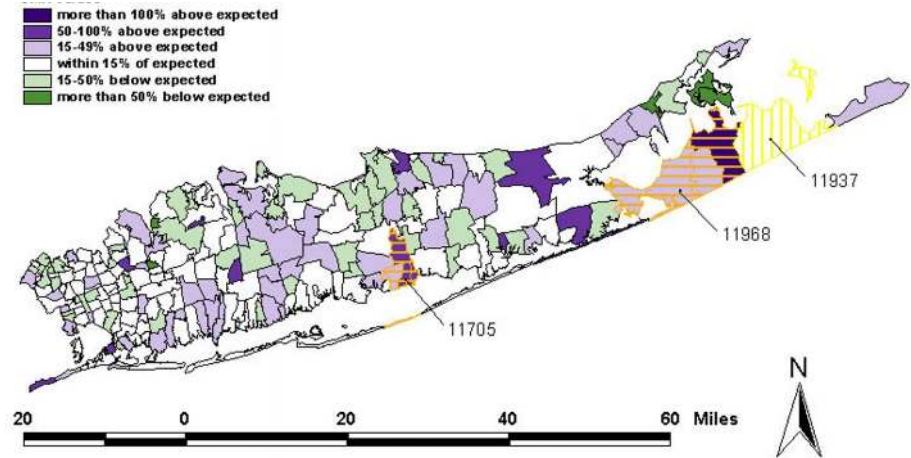 more than 100% above expected
50-100% above expected
15-49% above expected
within 15% of expected
15-50% below expected
more than 50% below expected
11937
11968
11705
N
20 0 20 40 60 Miles